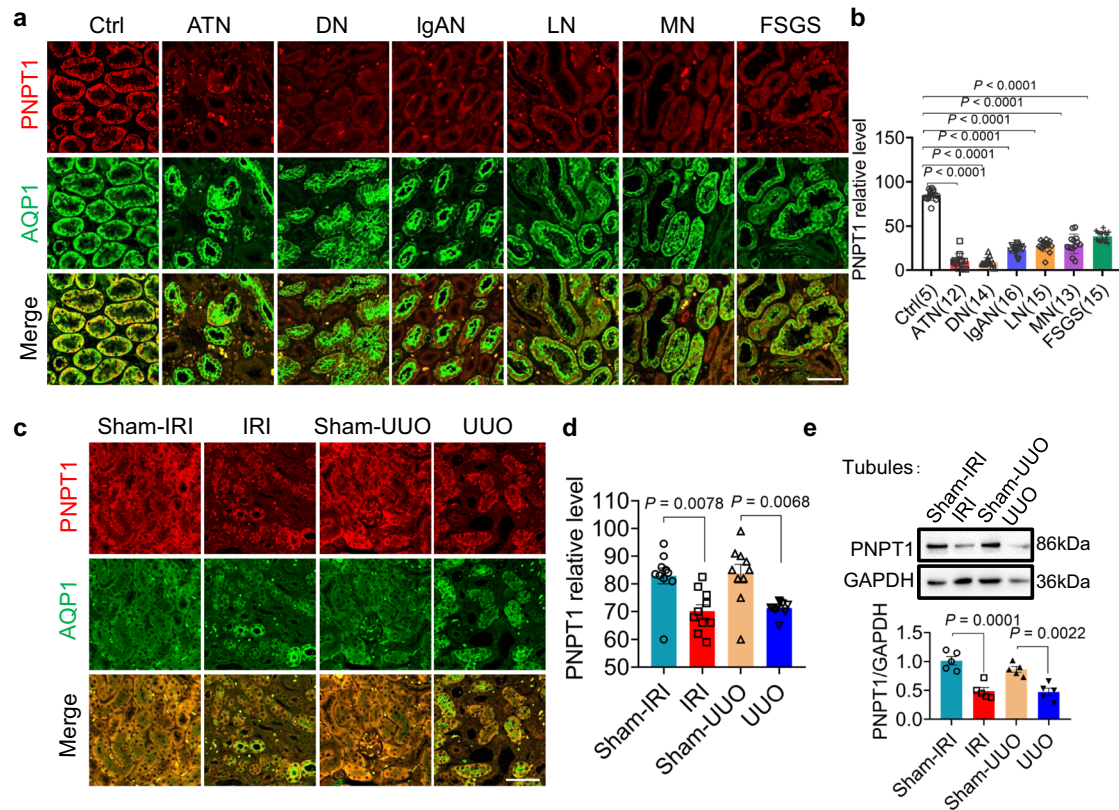 a
Ctrl ATN DN IgAN LN MN FSGS
PNPT1
AQP1
Merge
b
P < 0.0001
P < 0.0001
P < 0.0001
P < 0.0001
P < 0.0001
P < 0.0001
PNPT1 relative level
150
100
50
0
Ctrl(5) ATN(12) DN(14) IgAN(16) LN(15) MN(13) FSGS(15)
c
Sham-IRI IRI Sham-UUO UUO
PNPT1
AQP1
Merge
d
P = 0.0078 P = 0.0068
PNPT1 relative level
110
100
90
80
70
60
50
Sham-IRI IRI Sham-UUO UUO
e
Tubules:
Sham-IRI IRI Sham-UUO UUO
PNPT1 86kDa
GAPDH 36kDa
P = 0.0001
P = 0.0022
PNPT1/GAPDH
1.5
1.0
0.5
0.0
Sham-IRI IRI Sham-UUO UUO